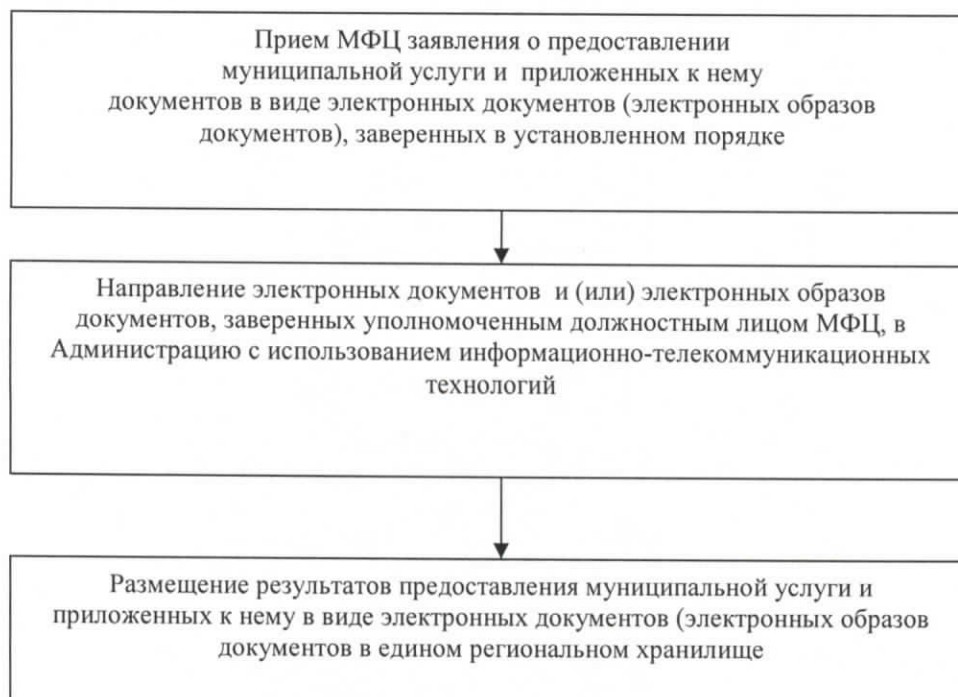 Прием МФЦ заявления о предоставлении
муниципальной услуги и приложенных к нему
документов в виде электронных документов (электронных образов
документов), заверенных в установленном порядке
Направление электронных документов и (или) электронных образов
документов, заверенных уполномоченным должностным лицом МФЦ, в
Администрацию с использованием информационно-телекоммуникационных
технологий
Размещение результатов предоставления муниципальной услуги и
приложенных к нему в виде электронных документов (электронных образов
документов в едином региональном хранилище